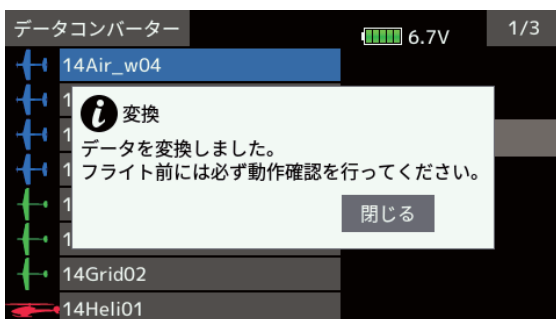 データコンバーター
6.7V
1/3
14Air_w04
変換
データを変換しました。
フライト前には必ず動作確認を行ってください。
閉じる
14Grid02
14Heli01